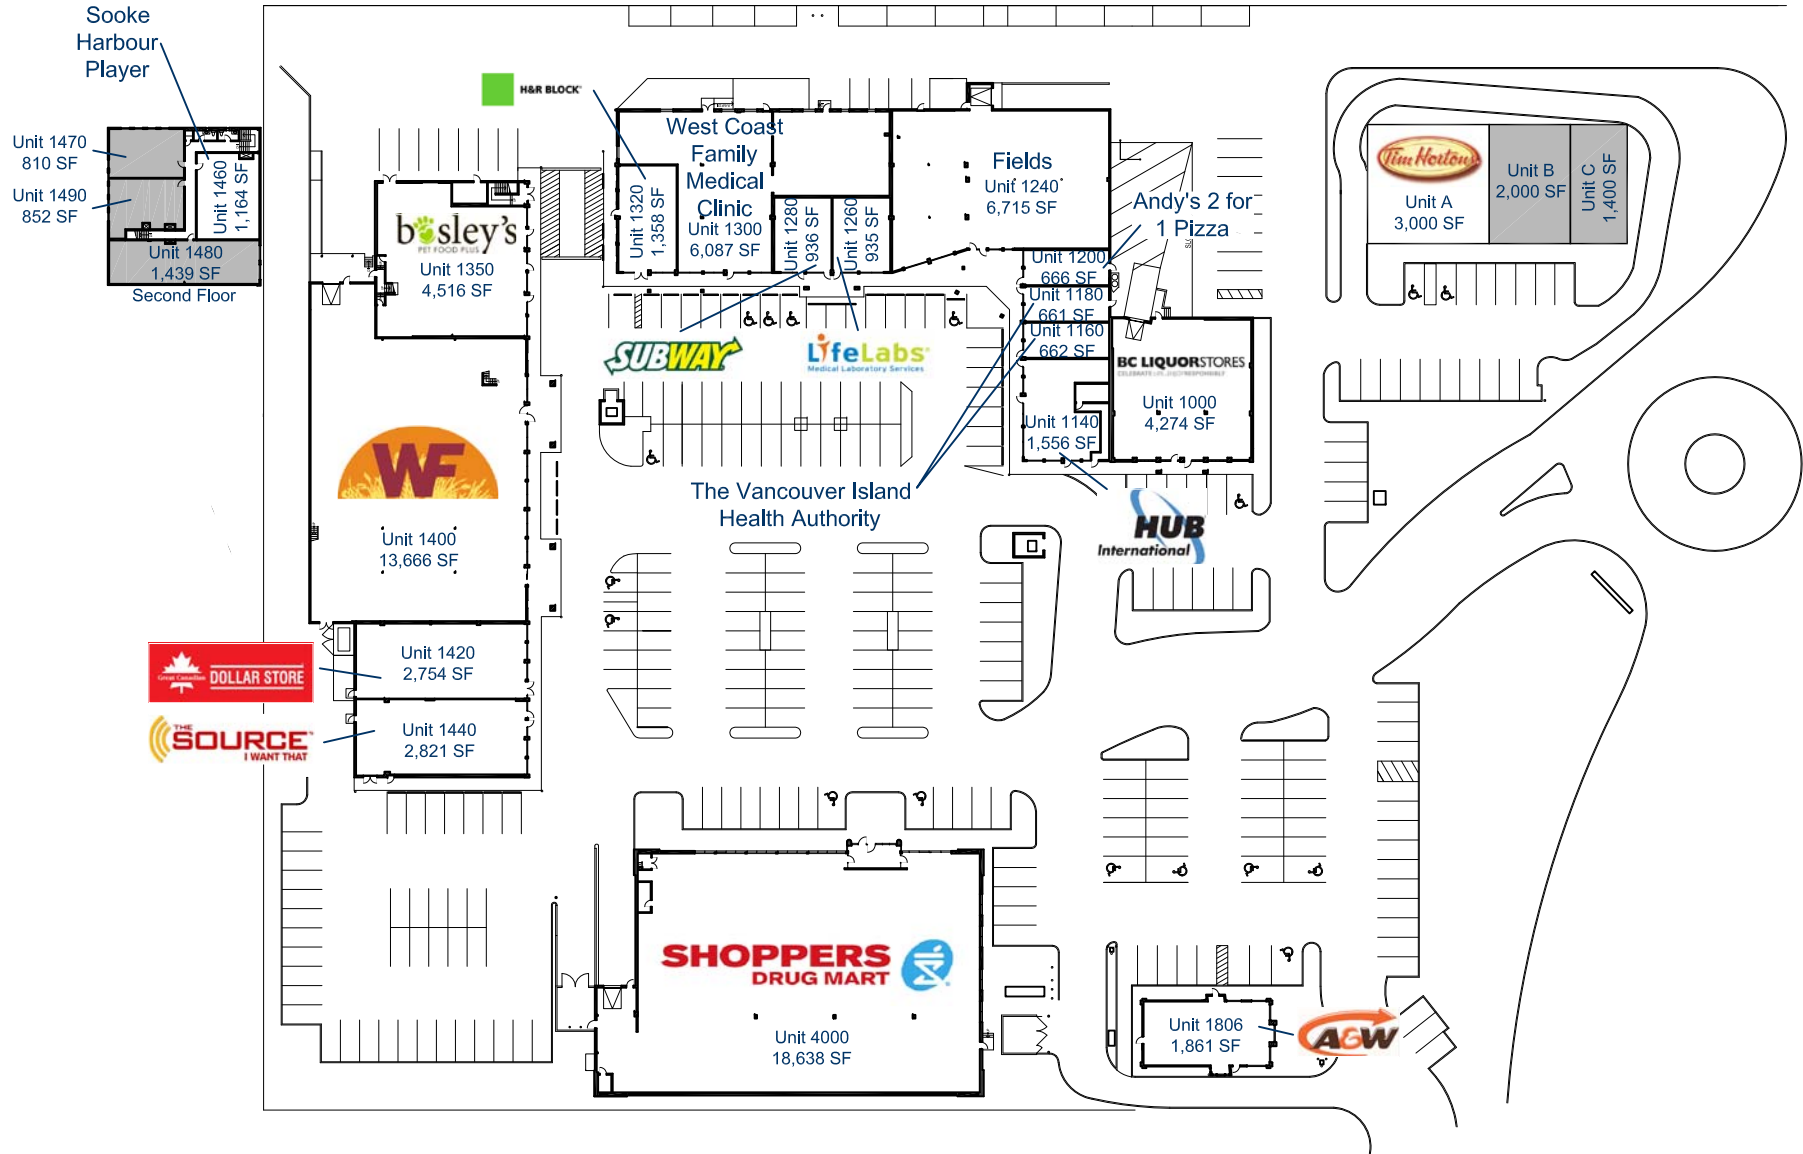 Sooke
Harbour
Player
Unit 1470
810 SF
Unit 1490
852 SF
Unit 1460
1,164 SF
Unit 1480
1,439 SF
Second Floor
H&R BLOCK
bosley's
PET FOOD PLUS
Unit 1350
4,516 SF
West Coast
Family
Medical
Clinic
Unit 1300
6,087 SF
Unit 1320
1,358 SF
Unit 1280
936 SF
Unit 1260
935 SF
Fields
Unit 1240
6,715 SF
Andy's 2 for
1 Pizza
Unit 1200
666 SF
Unit 1180
661 SF
Unit 1160
662 SF
Unit 1140
1,556 SF
SUBWAY
LifeLabs
Medical Laboratory Services
BC LIQUORSTORES
Unit 1000
4,274 SF
Tim Hortons
Unit A
3,000 SF
Unit B
2,000 SF
Unit C
1,400 SF
The Vancouver Island
Health Authority
HUB
International
WF
Unit 1400
13,666 SF
Great Canadian
DOLLAR STORE
Unit 1420
2,754 SF
THE
SOURCE
I WANT THAT
Unit 1440
2,821 SF
SHOPPERS
DRUG MART
Unit 4000
18,638 SF
Unit 1806
1,861 SF
A&W